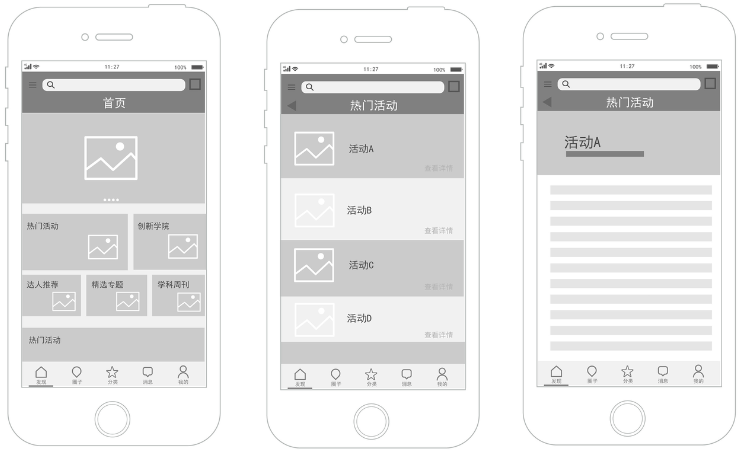 11:27
100%
首页
热门活动
创新学院
达人推荐
精选专题
学科周刊
热门活动
发现
圈子
分类
消息
我的
11:27
100%
热门活动
活动A
查看详情
活动B
查看详情
活动C
查看详情
活动D
查看详情
发现
圈子
分类
消息
我的
11:27
100%
热门活动
活动A
发现
圈子
分类
消息
我的